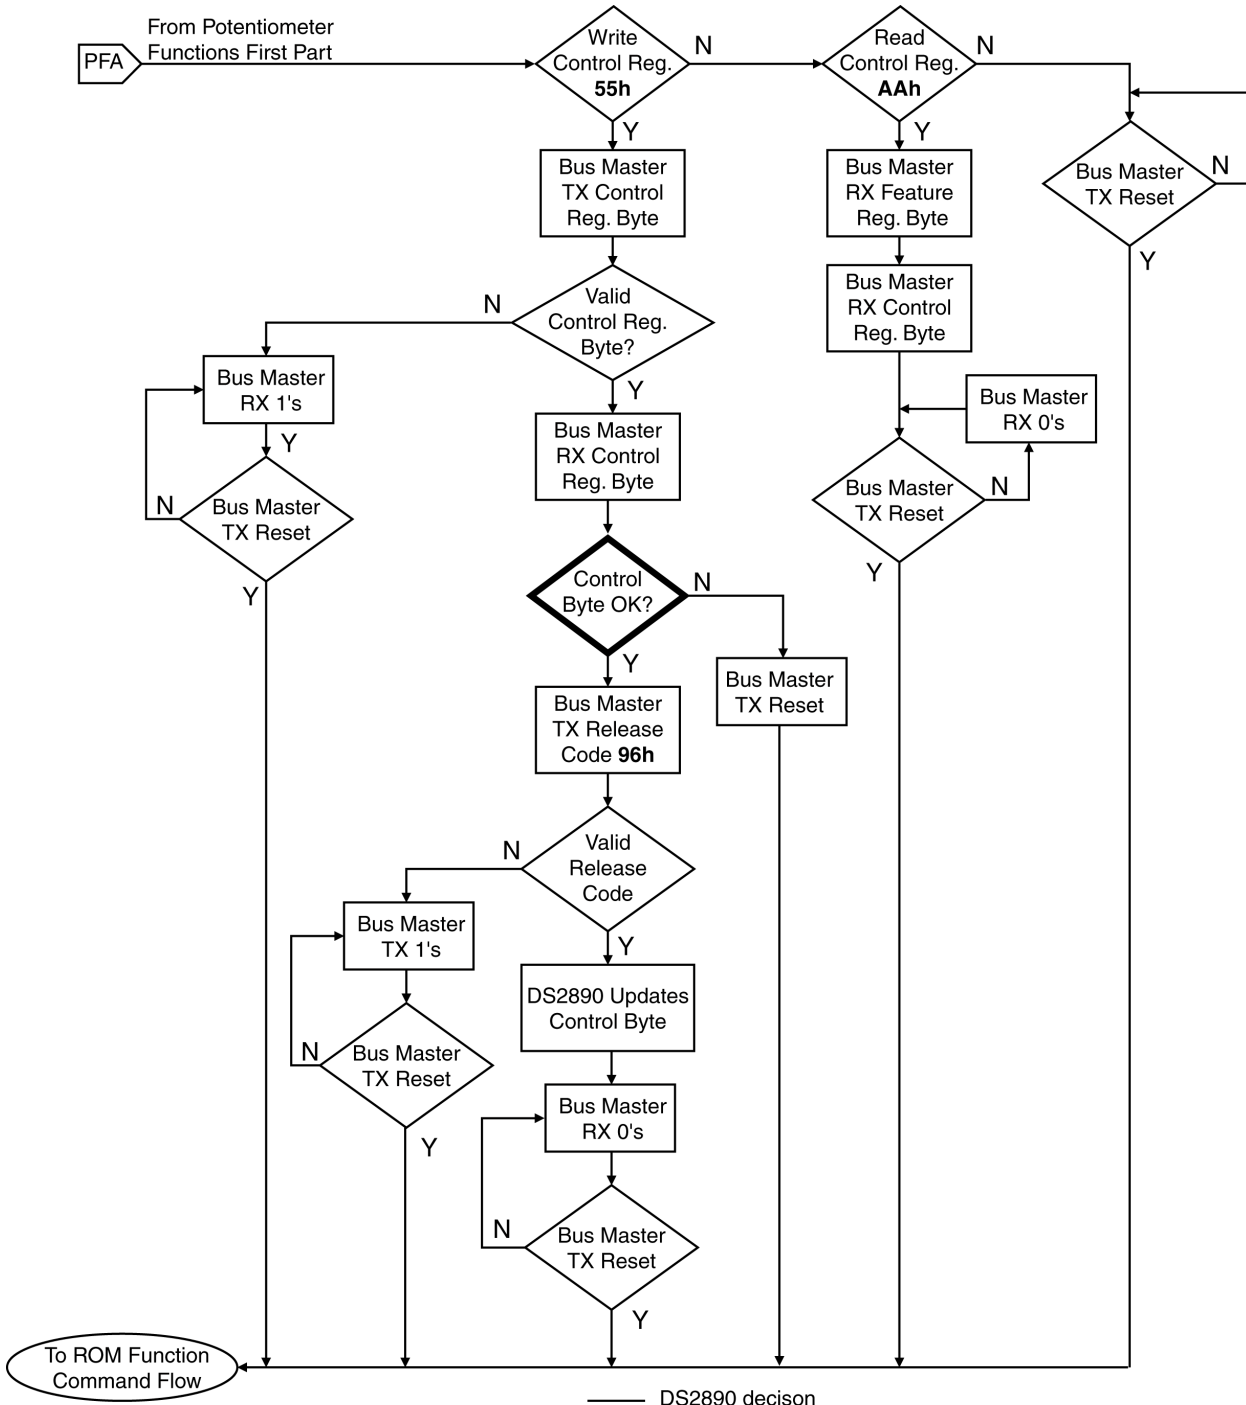 From Potentiometer
Functions First Part
PFA
Write
Control Reg.
55h
N
Read
Control Reg.
AAh
N
Y
Y
Bus Master
TX Control
Reg. Byte
Bus Master
RX Feature
Reg. Byte
Bus Master
TX Reset
N
Y
Valid
Control Reg.
Byte?
N
Y
Bus Master
RX Control
Reg. Byte
Bus Master
RX 1's
Y
Bus Master
TX Reset
N
Y
Bus Master
RX Control
Reg. Byte
Bus Master
RX 0's
Bus Master
TX Reset
N
Y
Control
Byte OK?
N
Y
Bus Master
TX Reset
Bus Master
TX Release
Code 96h
Valid
Release
Code
N
Y
Bus Master
TX 1's
Bus Master
TX Reset
N
Y
DS2890 Updates
Control Byte
Bus Master
RX 0's
Bus Master
TX Reset
N
Y
To ROM Function
Command Flow
DS2890 decison